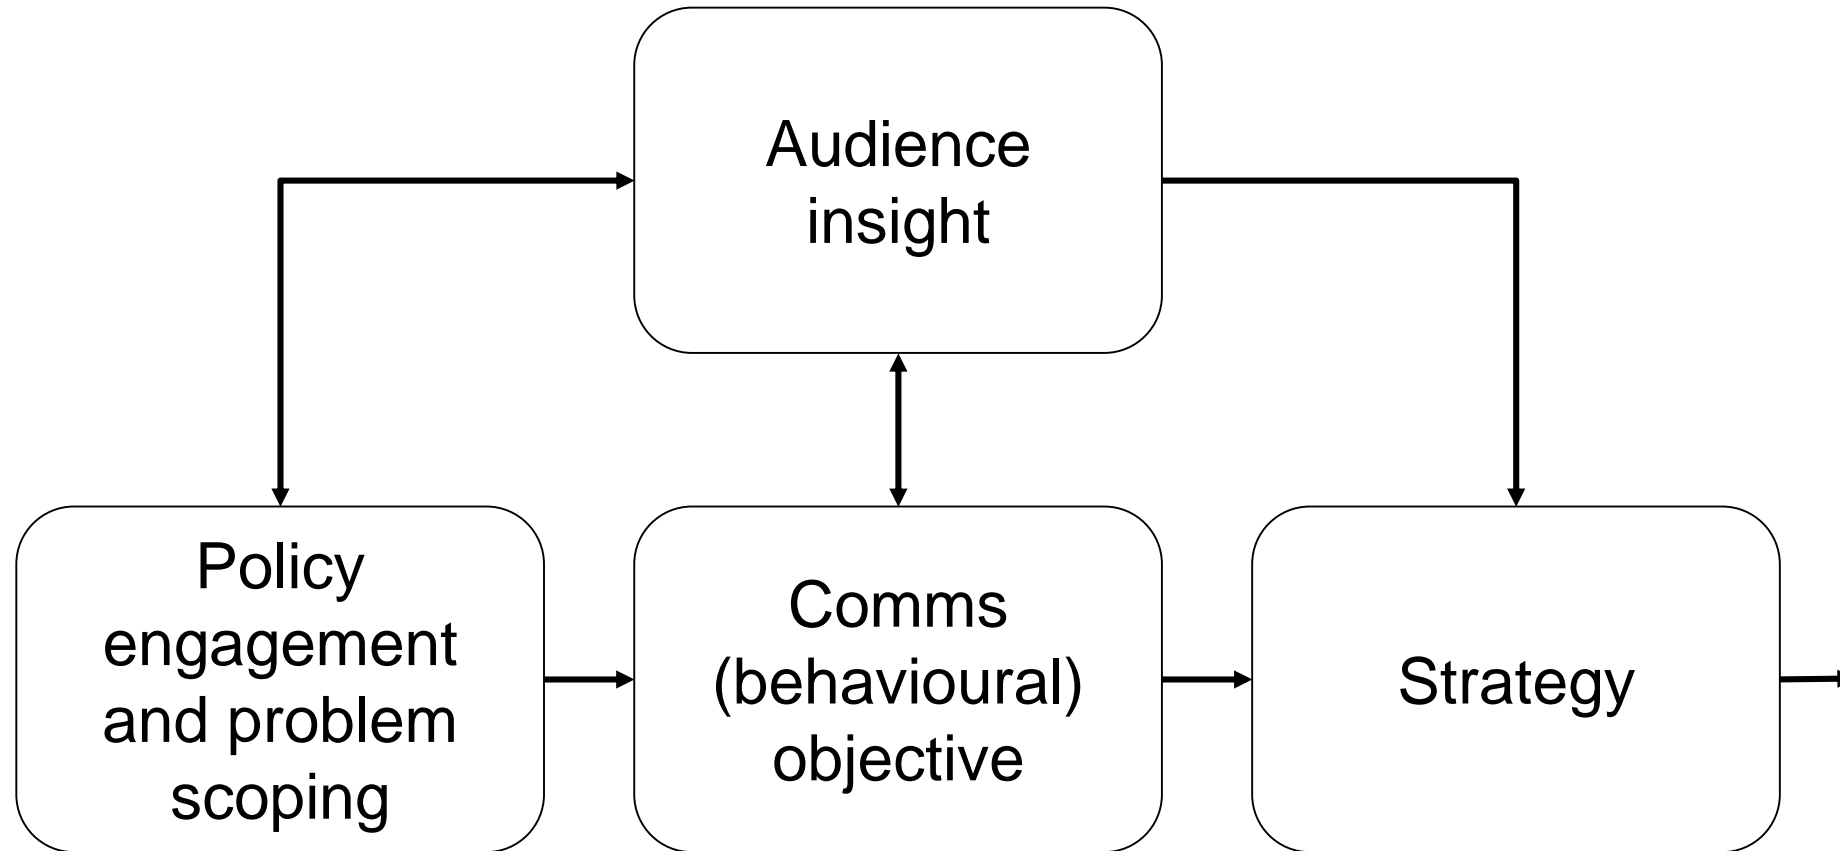 Audience
insight
Policy
engagement
and problem
scoping
Comms
(behavioural)
objective
Strategy